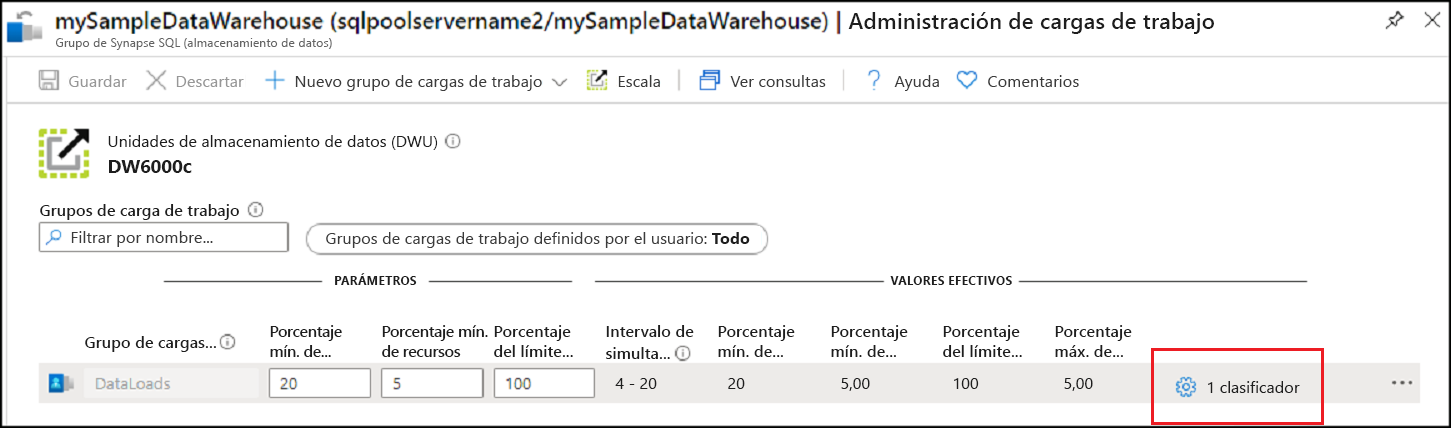 mySampleDataWarehouse (sqlpoolservername2/mySampleDataWarehouse) | Administración de cargas de trabajo
Grupo de Synapse SQL (almacenamiento de datos)
Guardar Descartar Nuevo grupo de cargas de trabajo Escala Ver consultas ? Ayuda Comentarios
Unidades de almacenamiento de datos (DWU)
DW6000c
Grupos de carga de trabajo
Filtrar por nombre... Grupos de cargas de trabajo definidos por el usuario: Todo
PARÁMETROS VALORES EFECTIVOS
Porcentaje Porcentaje mín. Porcentaje Intervalo de Porcentaje Porcentaje Porcentaje Porcentaje
Grupo de cargas... mín. de... de recursos del límite... simulta... mín. de... mín. de... del límite... máx. de...
DataLoads 20 5 100 4 - 20 20 5,00 100 5,00 1 clasificador ...